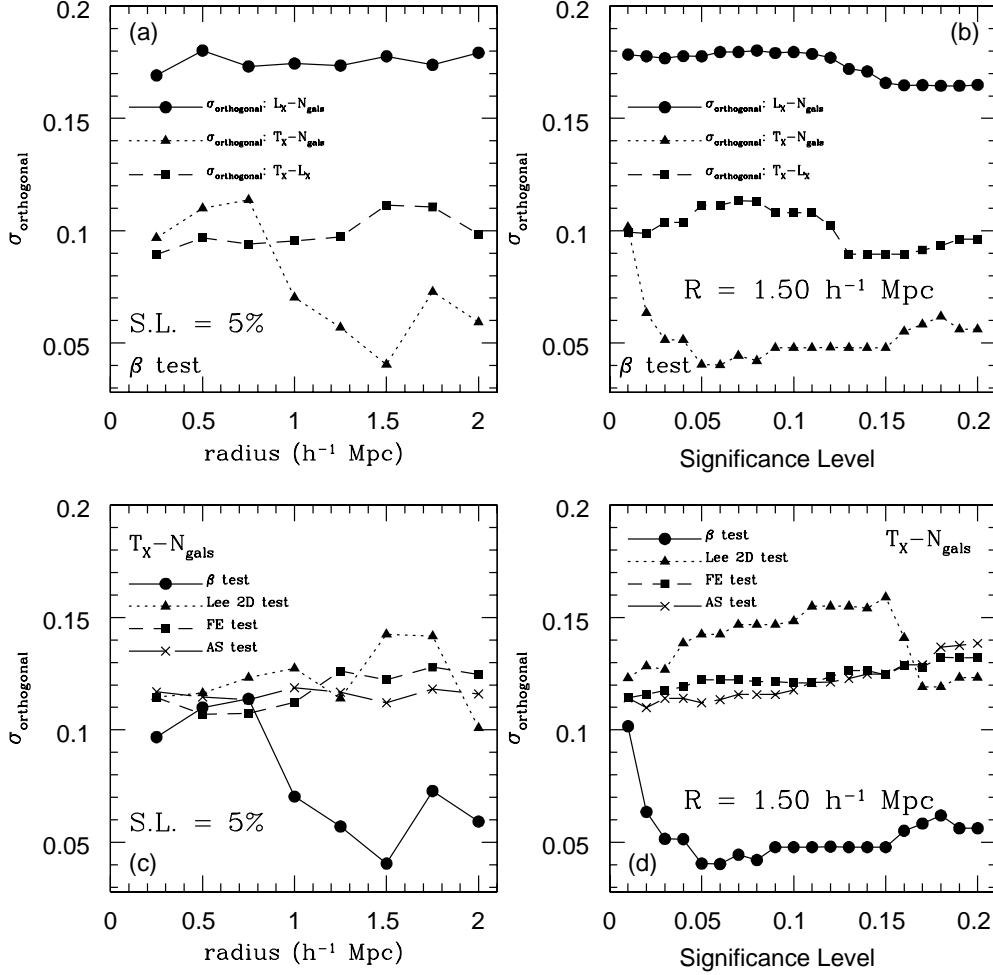 (a)
0.2
0.15
0.1
0.05
σorthogonal
σorthogonal: LX−Ngals
σorthogonal: TX−Ngals
σorthogonal: TX−LX
S.L. = 5%
β test
0 0.5 1 1.5 2
radius (h⁻¹ Mpc)
(b)
0.2
0.15
0.1
0.05
σorthogonal
σorthogonal: LX−Ngals
σorthogonal: TX−Ngals
σorthogonal: TX−LX
R = 1.50 h⁻¹ Mpc
β test
0 0.05 0.1 0.15 0.2
Significance Level
0.2
0.15
0.1
0.05
σorthogonal
TX−Ngals
β test
Lee 2D test
FE test
AS test
S.L. = 5%
(c)
0 0.5 1 1.5 2
radius (h⁻¹ Mpc)
0.2
0.15
0.1
0.05
σorthogonal
TX−Ngals
β test
Lee 2D test
FE test
AS test
R = 1.50 h⁻¹ Mpc
(d)
0 0.05 0.1 0.15 0.2
Significance Level